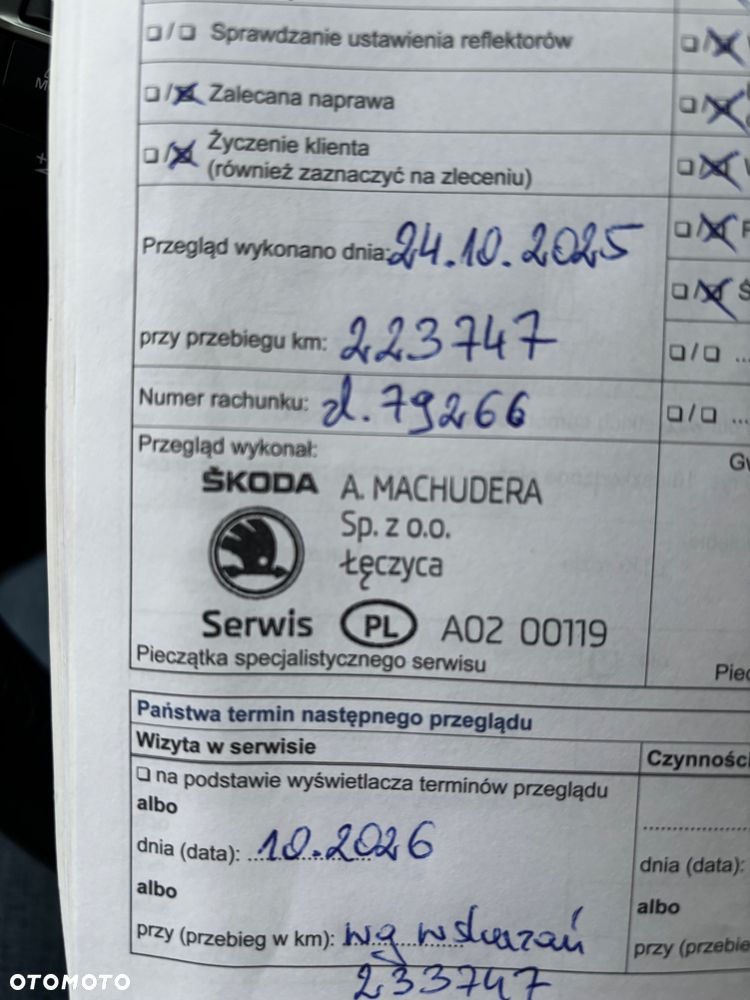 ❑/❑ Sprawdzanie ustawienia reflektorów
❑/❑ Zalecana naprawa
❑/❑ Życzenie klienta
(również zaznaczyć na zleceniu)
Przegląd wykonano dnia: 24.10.2025
przy przebiegu km: 223747
Numer rachunku: d. 79266
Przegląd wykonał:
ŠKODA A. MACHUDERA
Sp. z o.o.
Łęczyca
Serwis PL A02 00119
Pieczątka specjalistycznego serwisu
❑/❑ ...
❑/❑ ...
Państwa termin następnego przeglądu
Wizyta w serwisie
❑ na podstawie wyświetlacza terminów przeglądu
albo
dnia (data): 10.2026
albo
przy (przebieg w km): wg wskazań
233747
Czynności
dnia (data):
albo
przy (przebie
OTOMOTO